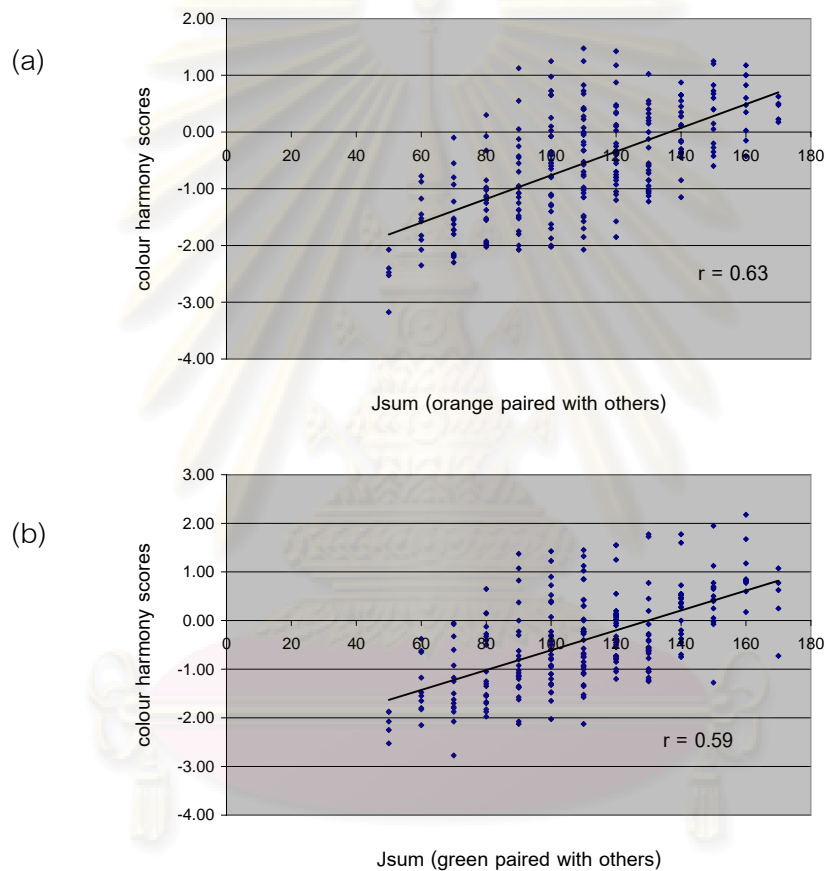 (a)
2.00
1.00
0.00
0 20 40 60 80 100 120 140 160 180
-1.00
-2.00
-3.00
-4.00
colour harmony scores
r = 0.63
Jsum (orange paired with others)
(b)
3.00
2.00
1.00
0.00
0 20 40 60 80 100 120 140 160 180
-1.00
-2.00
-3.00
-4.00
colour harmony scores
r = 0.59
Jsum (green paired with others)